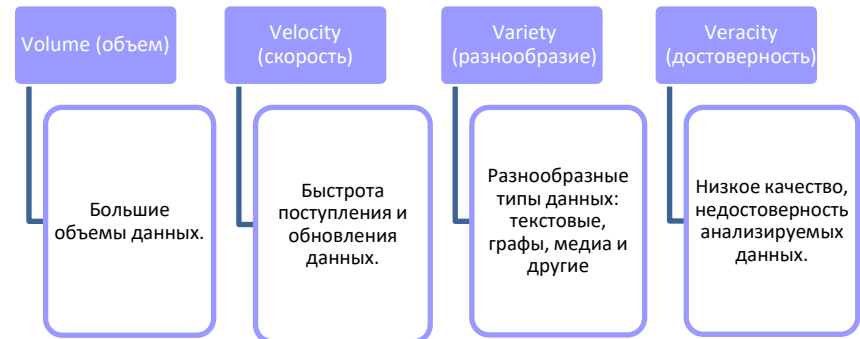 Volume (объем)
Большие
объемы данных.
Velocity
(скорость)
Быстрота
поступления и
обновления
данных.
Variety
(разнообразие)
Разнообразные
типы данных:
текстовые,
графы, медиа и
другие
Veracity
(достоверность)
Низкое качество,
недостоверность
анализируемых
данных.